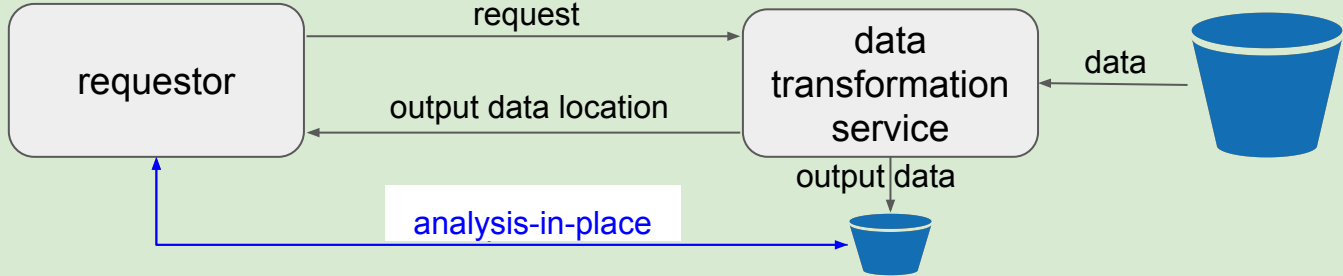 request
requestor
data
transformation
service
data
output data location
output data
analysis-in-place